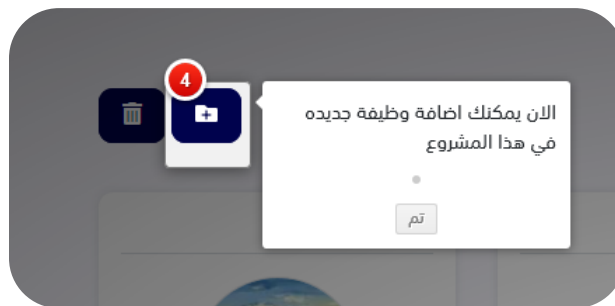 4
الان يمكنك اضافة وظيفة جديده
في هذا المشروع
تم